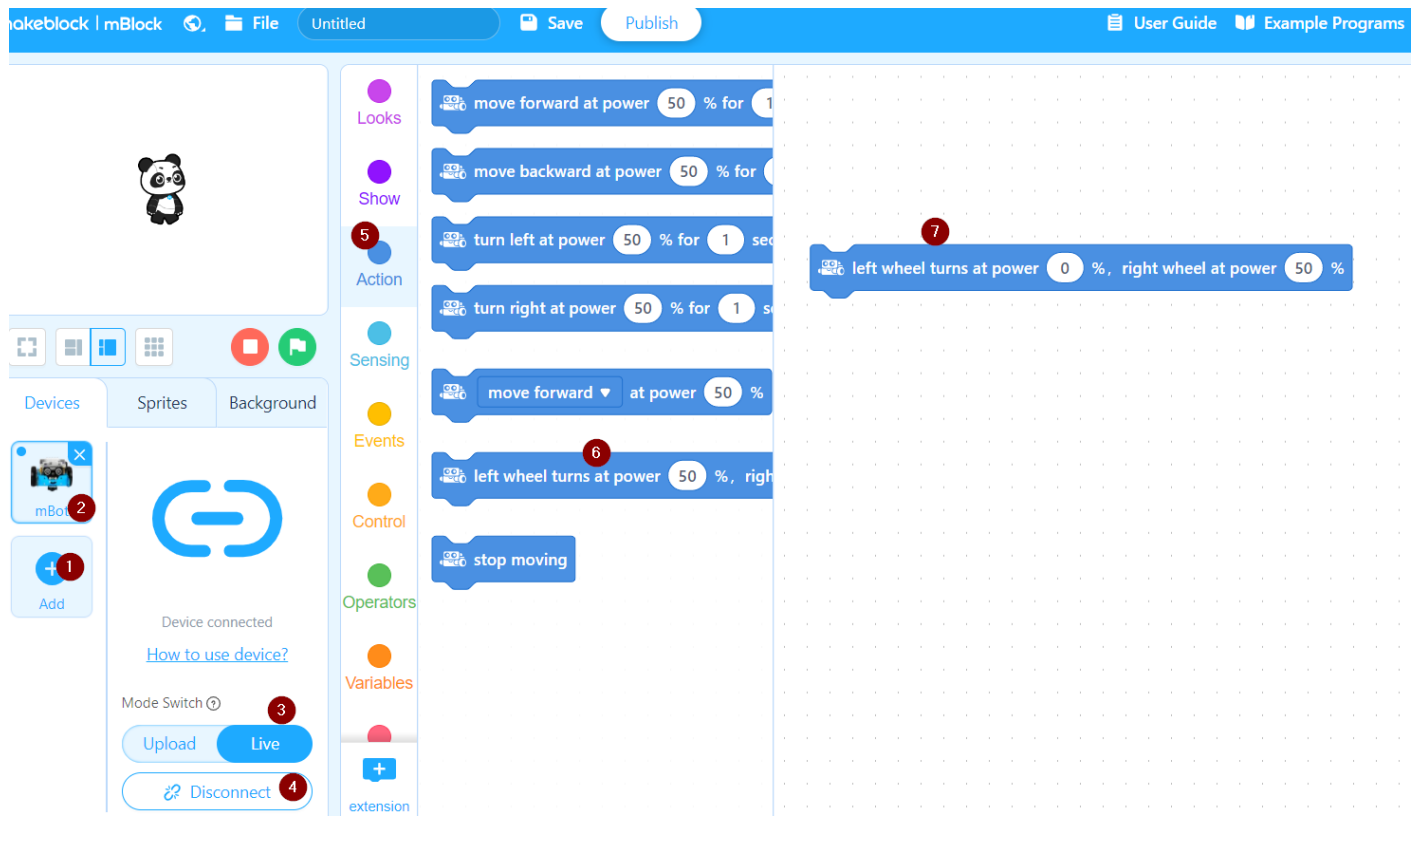 makeblock | mBlock File Untitled Save Publish User Guide Example Programs
Looks
Show
5
Action
Sensing
Events
Control
Operators
Variables
extension
move forward at power 50 % for 1
move backward at power 50 % for
turn left at power 50 % for 1 sec
turn right at power 50 % for 1 s
move forward at power 50 %
6
left wheel turns at power 50 %, righ
stop moving
7
left wheel turns at power 0 %, right wheel at power 50 %
Devices Sprites Background
mBot 2
1
Add
Device connected
How to use device?
Mode Switch ?
3
Upload Live
Disconnect 4